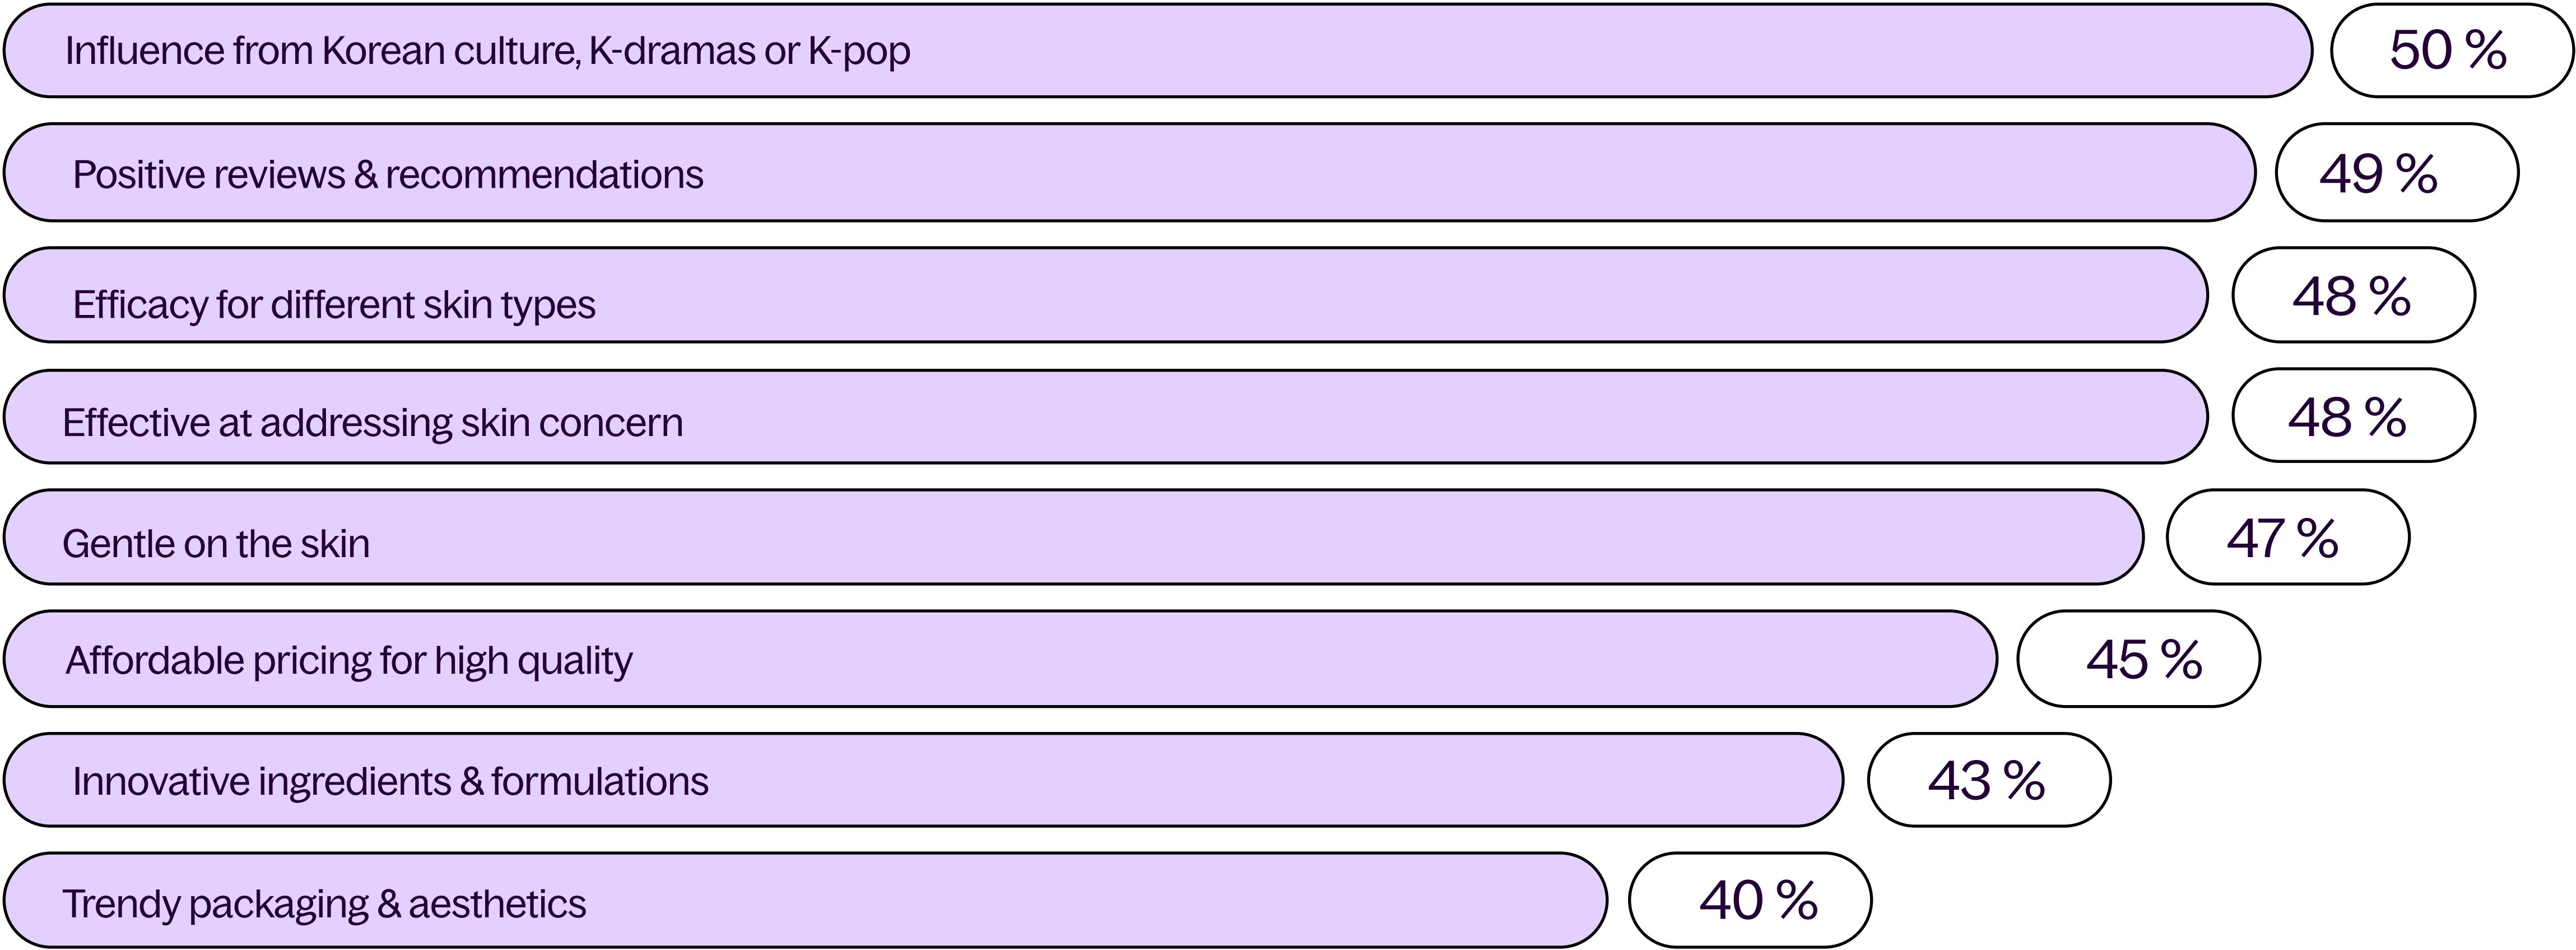 Influence from Korean culture, K-dramas or K-pop 50 %
Positive reviews & recommendations 49 %
Efficacy for different skin types 48 %
Effective at addressing skin concern 48 %
Gentle on the skin 47 %
Affordable pricing for high quality 45 %
Innovative ingredients & formulations 43 %
Trendy packaging & aesthetics 40 %